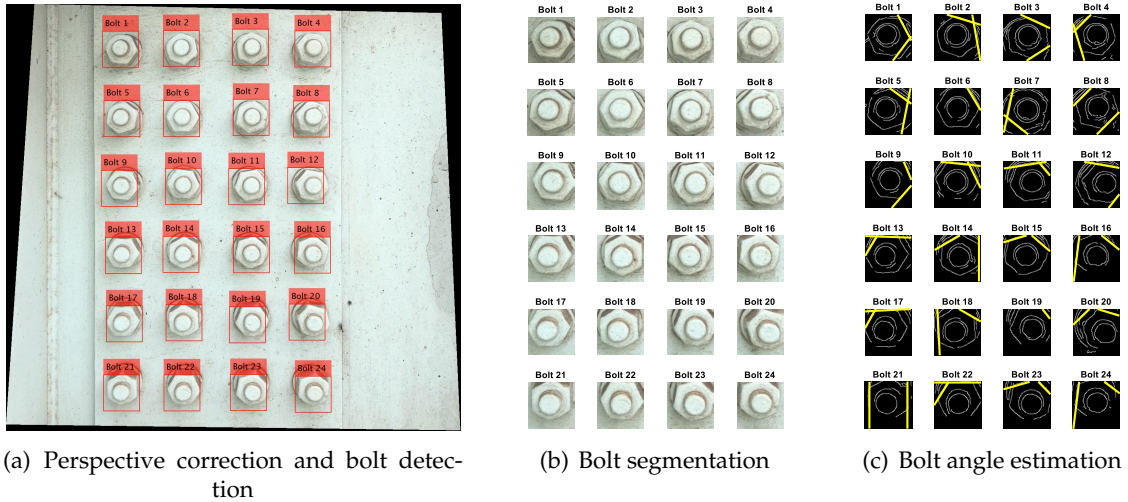 Bolt 1 Bolt 2 Bolt 3 Bolt 4
Bolt 5 Bolt 6 Bolt 7 Bolt 8
Bolt 9 Bolt 10 Bolt 11 Bolt 12
Bolt 13 Bolt 14 Bolt 15 Bolt 16
Bolt 17 Bolt 18 Bolt 19 Bolt 20
Bolt 21 Bolt 22 Bolt 23 Bolt 24
(a) Perspective correction and bolt detec-
tion
Bolt 1 Bolt 2 Bolt 3 Bolt 4
Bolt 5 Bolt 6 Bolt 7 Bolt 8
Bolt 9 Bolt 10 Bolt 11 Bolt 12
Bolt 13 Bolt 14 Bolt 15 Bolt 16
Bolt 17 Bolt 18 Bolt 19 Bolt 20
Bolt 21 Bolt 22 Bolt 23 Bolt 24
(b) Bolt segmentation
Bolt 1 Bolt 2 Bolt 3 Bolt 4
Bolt 5 Bolt 6 Bolt 7 Bolt 8
Bolt 9 Bolt 10 Bolt 11 Bolt 12
Bolt 13 Bolt 14 Bolt 15 Bolt 16
Bolt 17 Bolt 18 Bolt 19 Bolt 20
Bolt 21 Bolt 22 Bolt 23 Bolt 24
(c) Bolt angle estimation